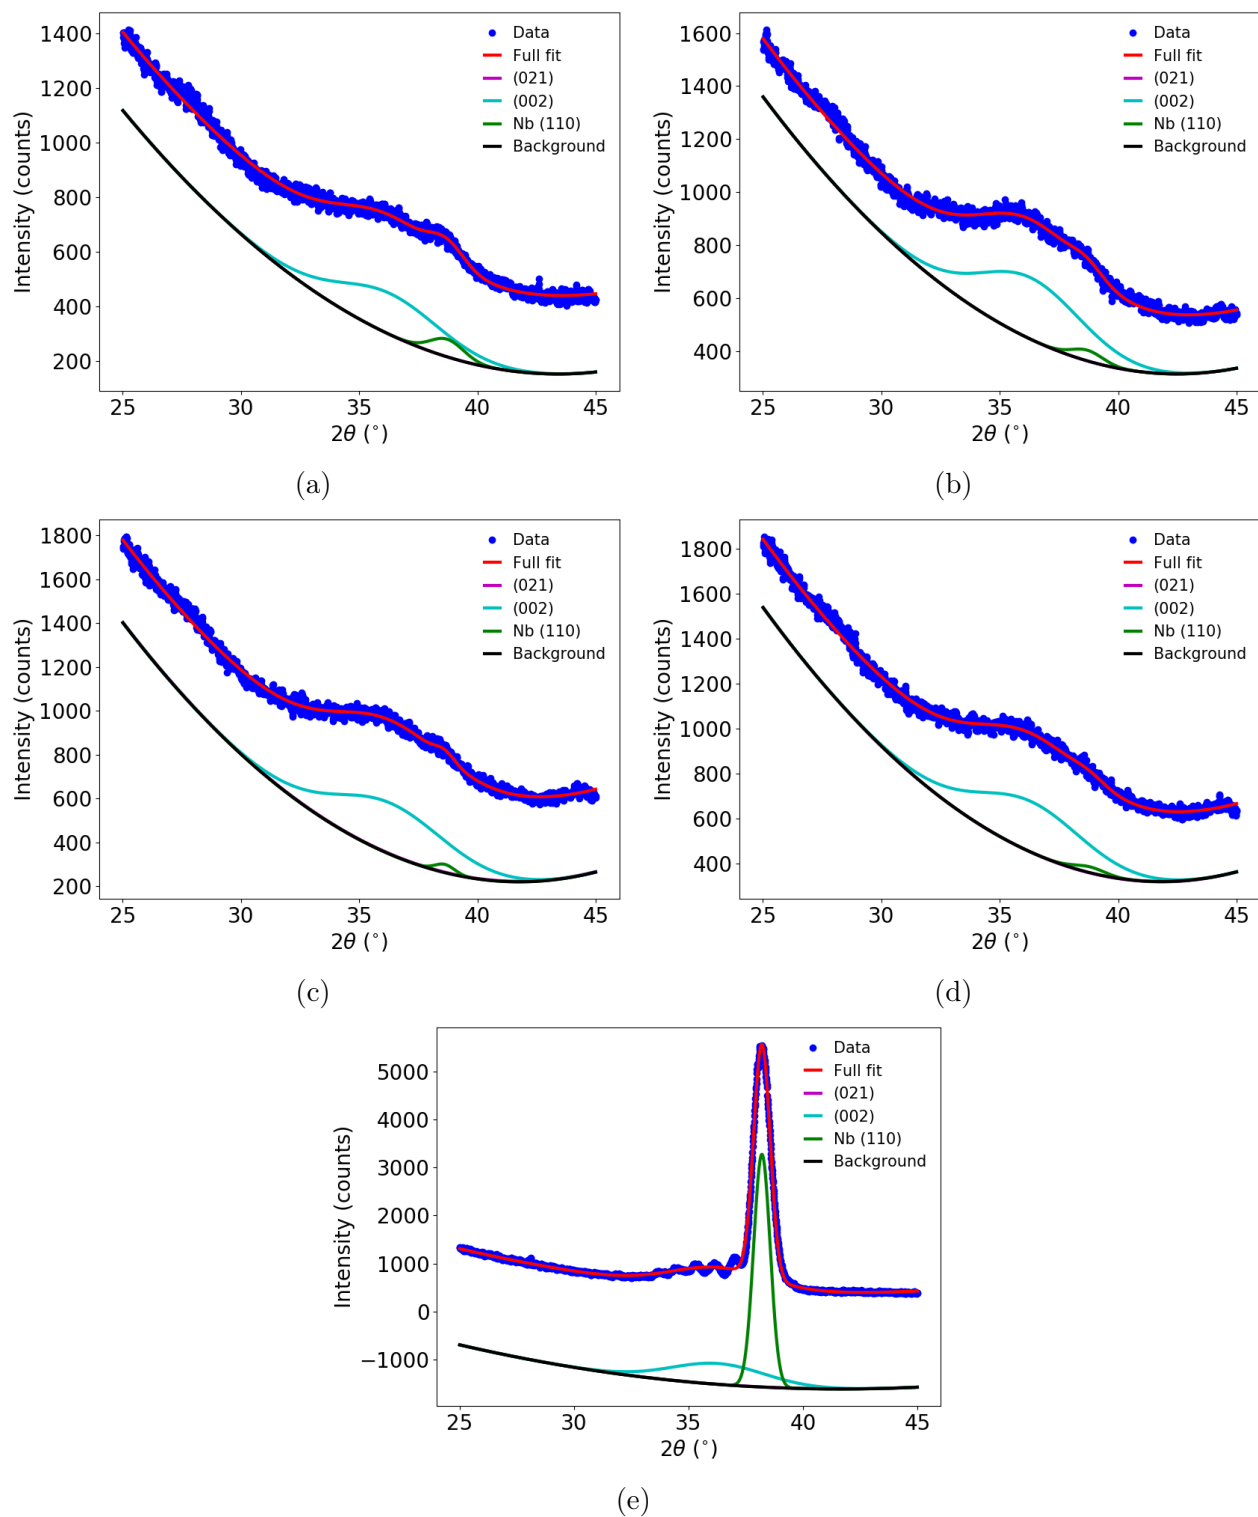 Intensity (counts)
1400
1200
1000
800
600
400
200
Data
Full fit
(021)
(002)
Nb (110)
Background
25 30 35 40 45
2θ (°)
(a)
Intensity (counts)
1600
1400
1200
1000
800
600
400
Data
Full fit
(021)
(002)
Nb (110)
Background
25 30 35 40 45
2θ (°)
(b)
Intensity (counts)
1800
1600
1400
1200
1000
800
600
400
200
Data
Full fit
(021)
(002)
Nb (110)
Background
25 30 35 40 45
2θ (°)
(c)
Intensity (counts)
1800
1600
1400
1200
1000
800
600
400
Data
Full fit
(021)
(002)
Nb (110)
Background
25 30 35 40 45
2θ (°)
(d)
Intensity (counts)
5000
4000
3000
2000
1000
0
−1000
Data
Full fit
(021)
(002)
Nb (110)
Background
25 30 35 40 45
2θ (°)
(e)